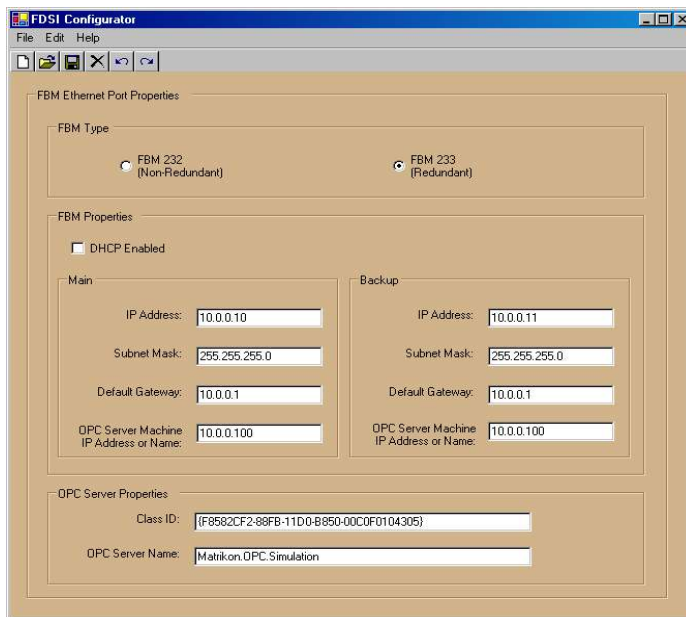 FDSI Configurator
File Edit Help
FBM Ethernet Port Properties
FBM Type
FBM 232
(Non-Redundant)
FBM 233
(Redundant)
FBM Properties
DHCP Enabled
Main
IP Address: 10.0.0.10
Subnet Mask: 255.255.255.0
Default Gateway: 10.0.0.1
OPC Server Machine
IP Address or Name: 10.0.0.100
Backup
IP Address: 10.0.0.11
Subnet Mask: 255.255.255.0
Default Gateway: 10.0.0.1
OPC Server Machine
IP Address or Name: 10.0.0.100
OPC Server Properties
Class ID: {F8582CF2-88FB-11D0-B850-00C0F0104305}
OPC Server Name: Matrikon.OPC.Simulation